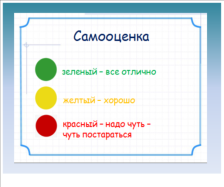 Самооценка
зеленый – все отлично
желтый – хорошо
красный – надо чуть –
чуть постараться